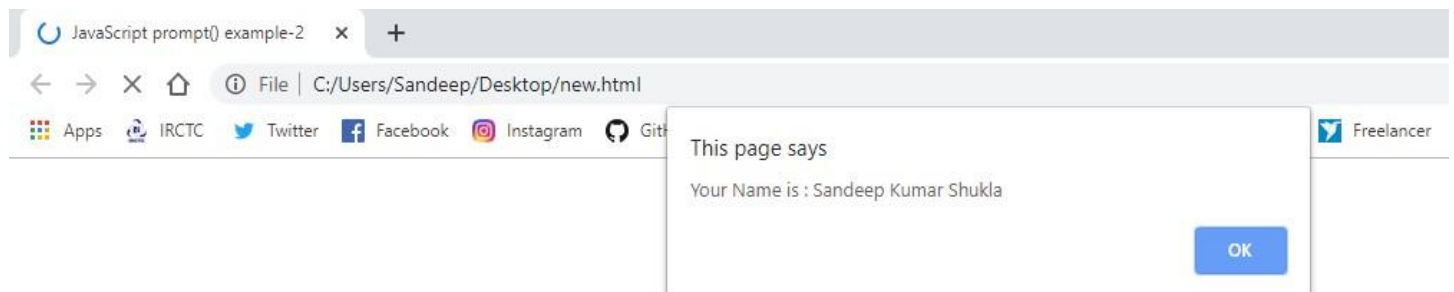 JavaScript prompt() example-2
File | C:/Users/Sandeep/Desktop/new.html
Apps IRCTC Twitter Facebook Instagram Freelancer
This page says
Your Name is : Sandeep Kumar Shukla
OK